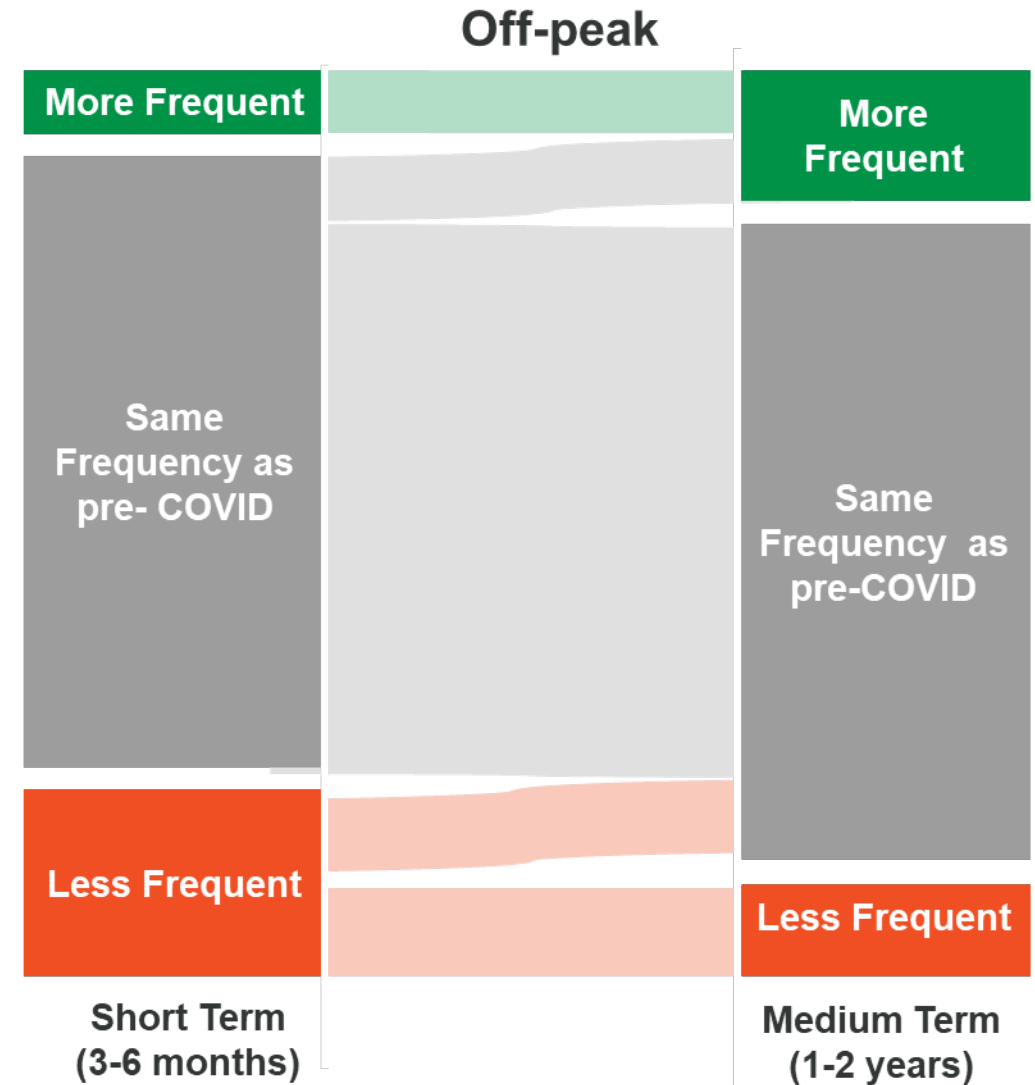 Off-peak
More Frequent
Same
Frequency as
pre- COVID
Less Frequent
Short Term
(3-6 months)
More
Frequent
Same
Frequency  as
pre-COVID
Less Frequent
Medium Term
(1-2 years)